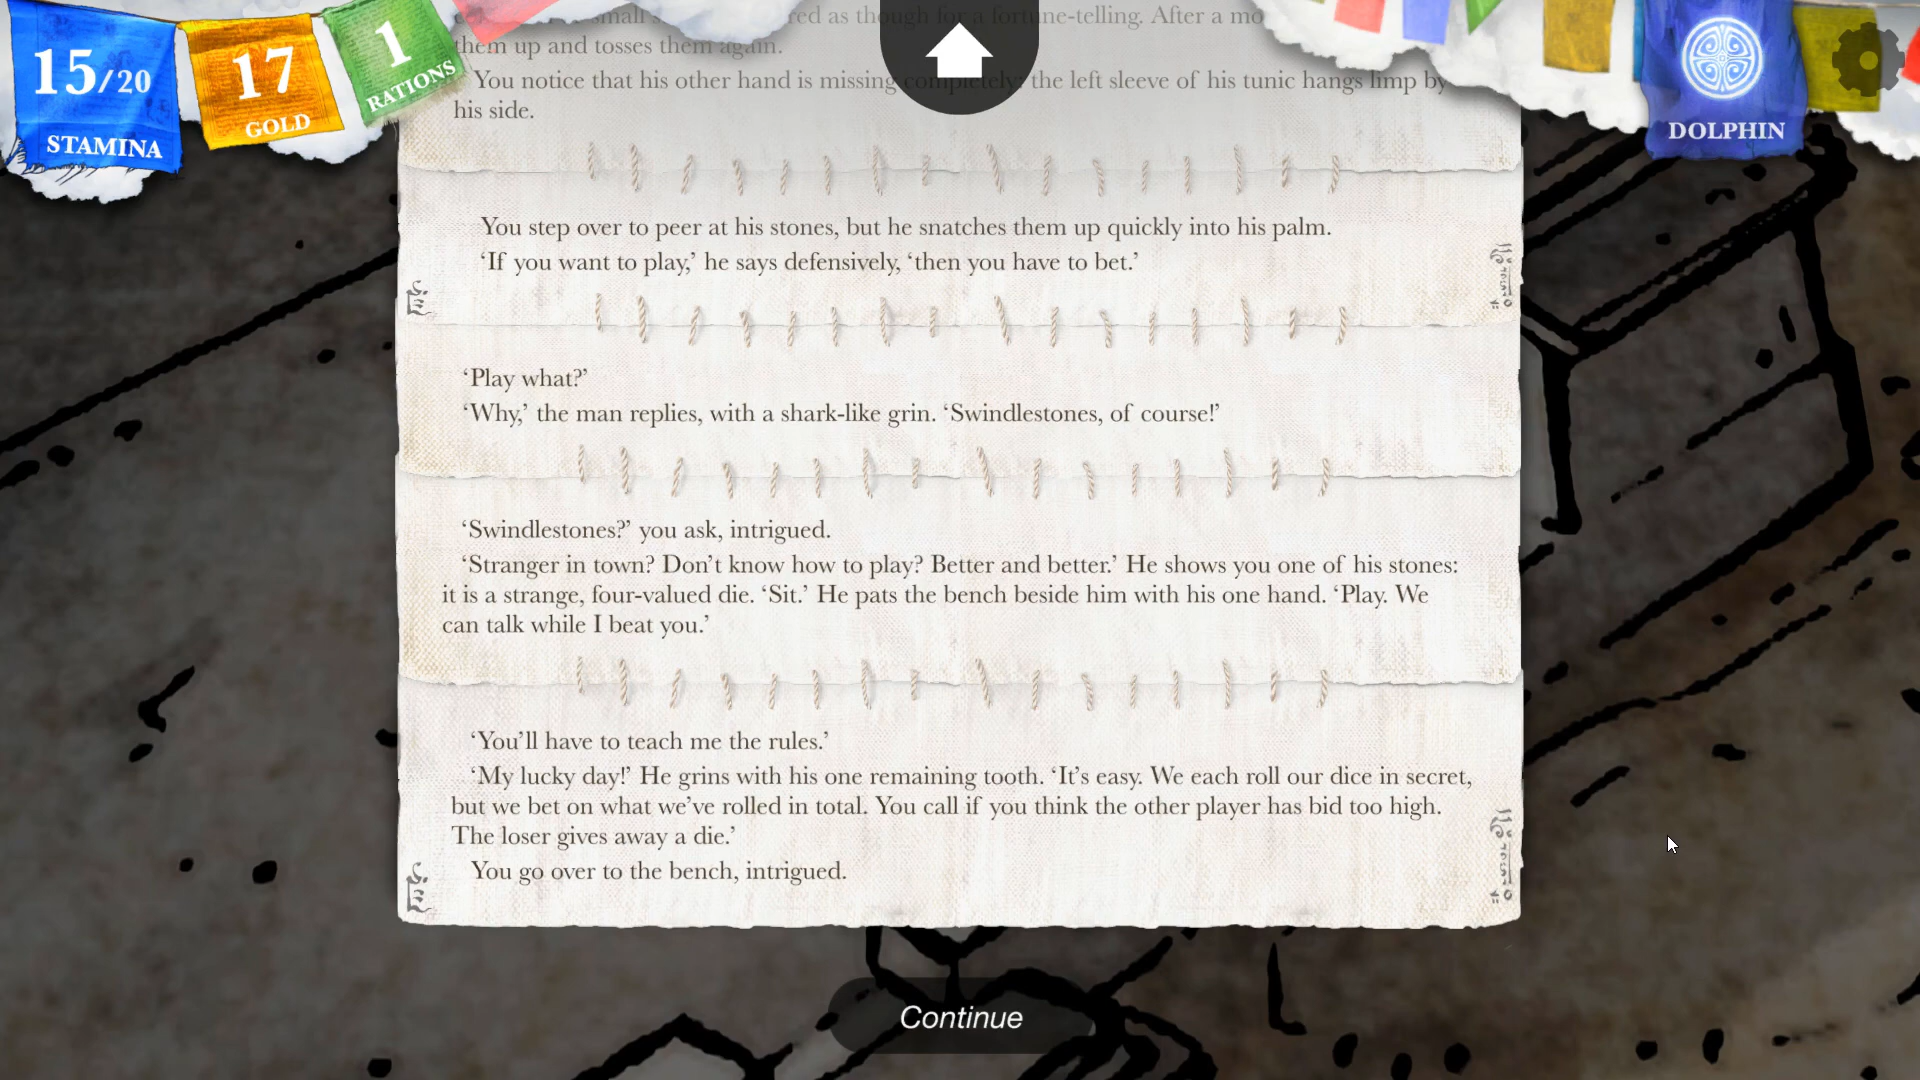 15/20
STAMINA
17
GOLD
1
RATIONS
DOLPHIN
small
red as though for a fortune-telling. After a mo
them up and tosses them again.
You notice that his other hand is missing completely: the left sleeve of his tunic hangs limp by
his side.
You step over to peer at his stones, but he snatches them up quickly into his palm.
‘If you want to play,’ he says defensively, ‘then you have to bet.’
‘Play what?’
‘Why,’ the man replies, with a shark-like grin. ‘Swindlestones, of course!’
‘Swindlestones?’ you ask, intrigued.
‘Stranger in town? Don’t know how to play? Better and better.’ He shows you one of his stones:
it is a strange, four-valued die. ‘Sit.’ He pats the bench beside him with his one hand. ‘Play. We
can talk while I beat you.’
‘You’ll have to teach me the rules.’
‘My lucky day!’ He grins with his one remaining tooth. ‘It’s easy. We each roll our dice in secret,
but we bet on what we’ve rolled in total. You call if you think the other player has bid too high.
The loser gives away a die.’
You go over to the bench, intrigued.
Continue